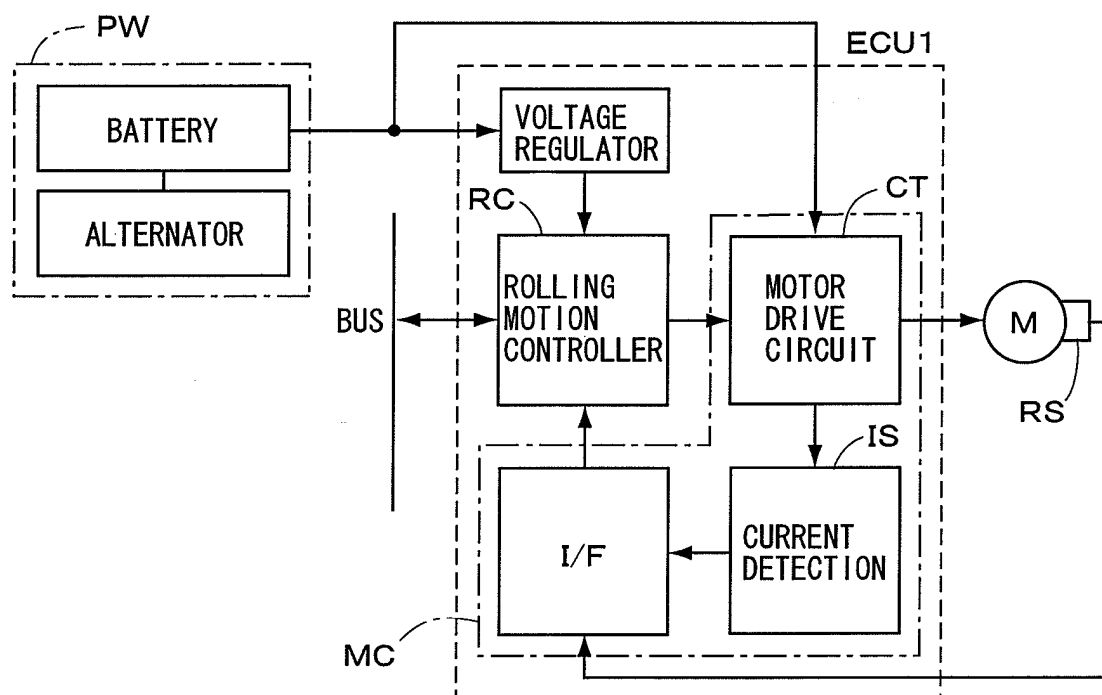 PW
ECU1
BATTERY
VOLTAGE
REGULATOR
ALTERNATOR
RC
CT
BUS
ROLLING
MOTION
CONTROLLER
MOTOR
DRIVE
CIRCUIT
M
RS
IS
I/F
CURRENT
DETECTION
MC